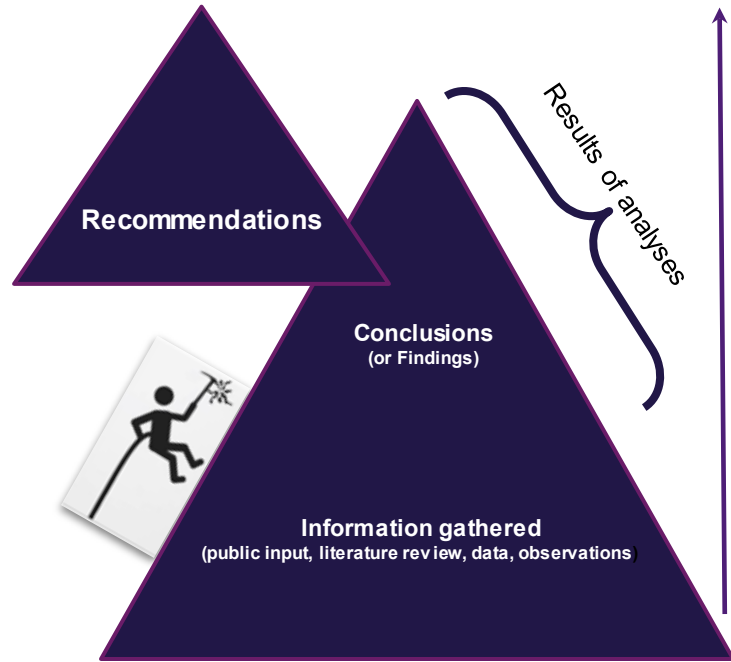 Recommendations
Results of analyses
Conclusions
(or Findings)
Information gathered
(public input, literature review, data, observations)